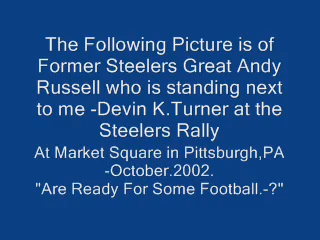 The Following Picture is of
Former Steelers Great Andy
Russell who is standing next
to me -Devin K.Turner at the
Steelers Rally
At Market Square in Pittsburgh,PA
-October.2002.
"Are Ready For Some Football.-?"